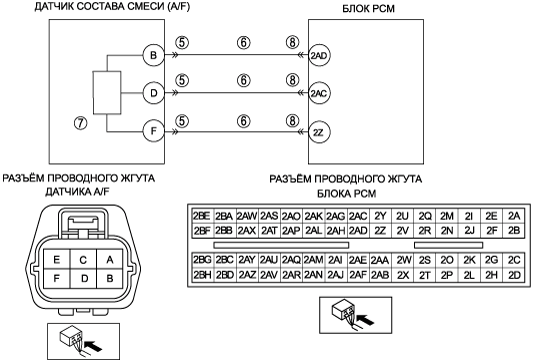 ДАТЧИК СОСТАВА СМЕСИ (A/F)
БЛОК PCM
B 5 6 8 2AD
D 5 6 8 2AC
7
F 5 6 8 2Z
РАЗЪЁМ ПРОВОДНОГО ЖГУТА
ДАТЧИКА A/F
РАЗЪЁМ ПРОВОДНОГО ЖГУТА
БЛОКА PCM
E C A
F D B
2BE 2BA 2AW 2AS 2AO 2AK 2AG 2AC 2Y 2U 2Q 2M 2I 2E 2A
2BF 2BB 2AX 2AT 2AP 2AL 2AH 2AD 2Z 2V 2R 2N 2J 2F 2B
2BG 2BC 2AY 2AU 2AQ 2AM 2AI 2AE 2AA 2W 2S 2O 2K 2G 2C
2BH 2BD 2AZ 2AV 2AR 2AN 2AJ 2AF 2AB 2X 2T 2P 2L 2H 2D